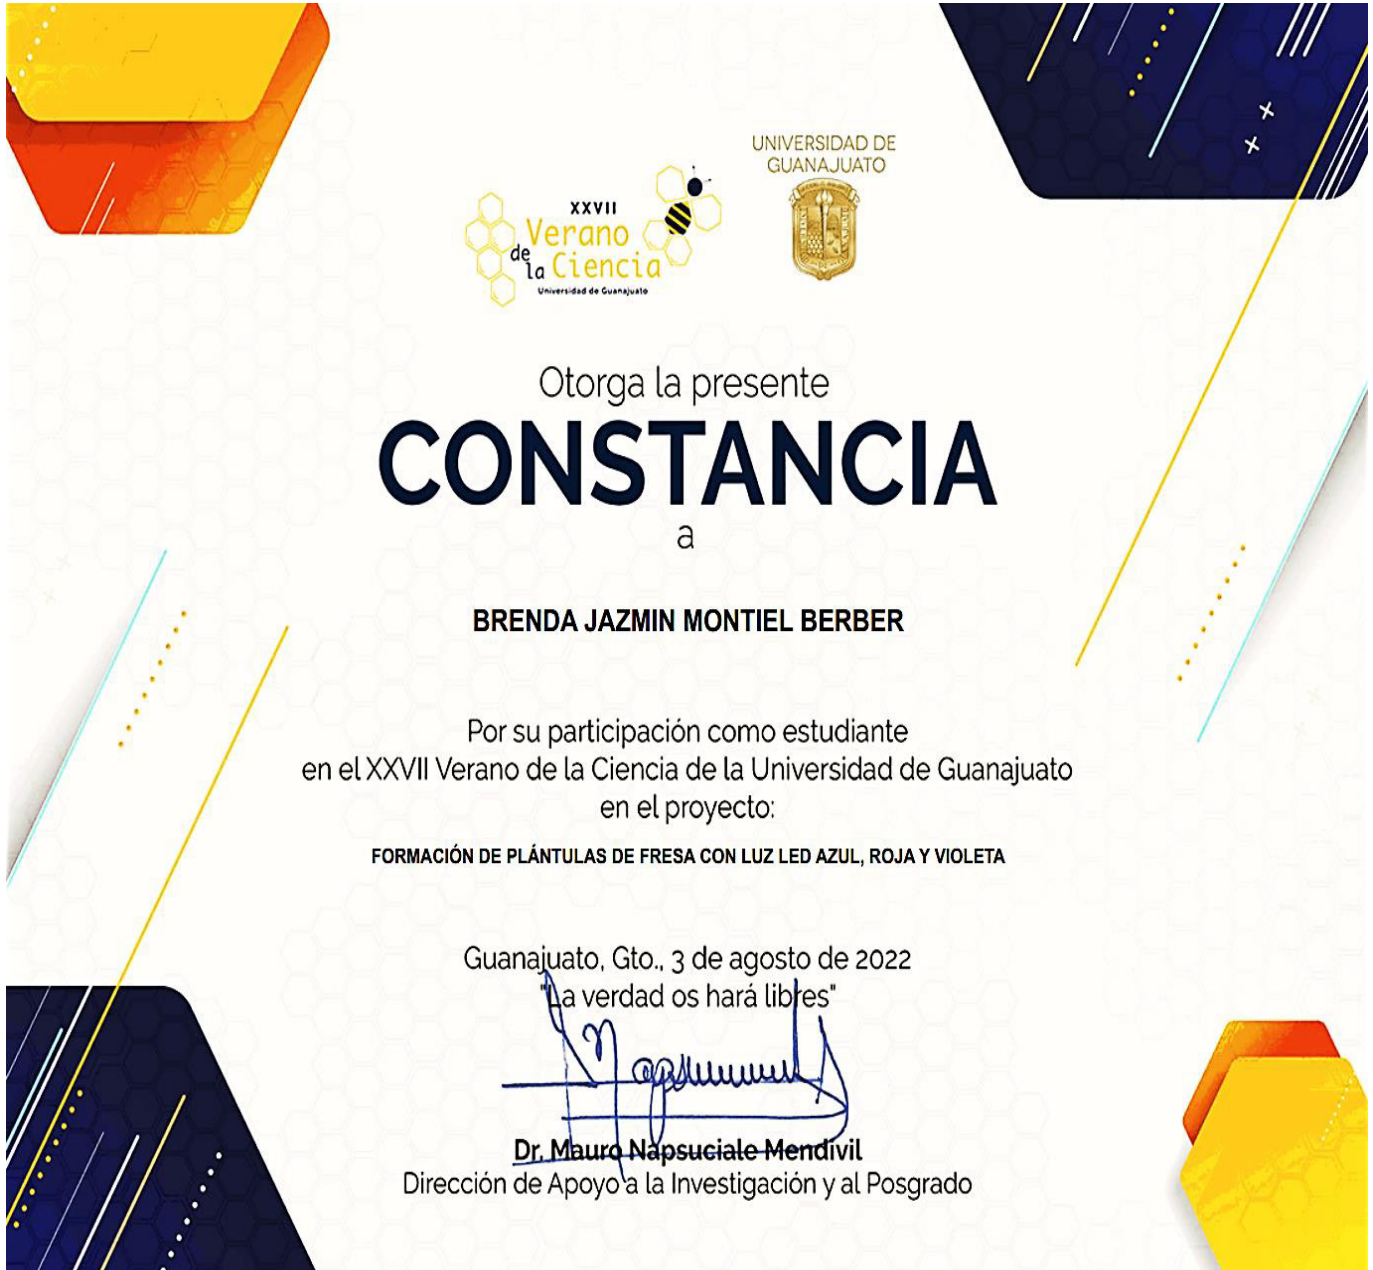 UNIVERSIDAD DE
GUANAJUATO
XXVII
Verano
de
la Ciencia
Universidad de Guanajuato
Otorga la presente
CONSTANCIA
a
BRENDA JAZMIN MONTIEL BERBER
Por su participación como estudiante
en el XXVII Verano de la Ciencia de la Universidad de Guanajuato
en el proyecto:
FORMACIÓN DE PLÁNTULAS DE FRESA CON LUZ LED AZUL, ROJA Y VIOLETA
Guanajuato, Gto., 3 de agosto de 2022
"La verdad os hará libres"
Dr. Mauro Napsuciale Mendivil
Dirección de Apoyo a la Investigación y al Posgrado